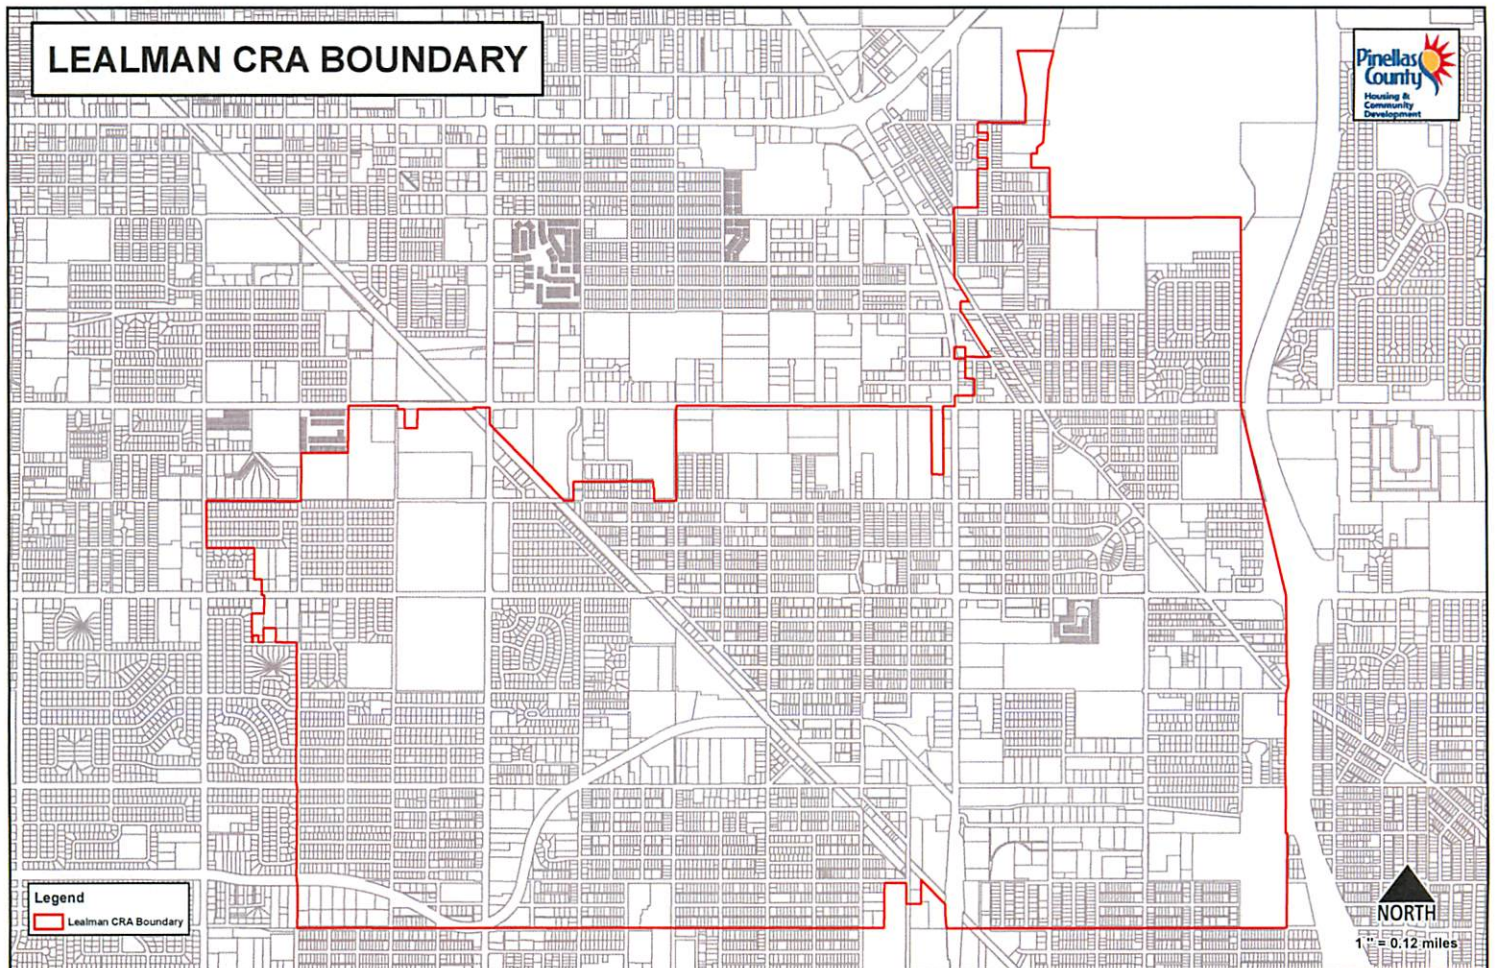 LEALMAN CRA BOUNDARY
Pinellas
County
Housing &
Community
Development
Legend
Lealman CRA Boundary
NORTH
1 " = 0.12 miles